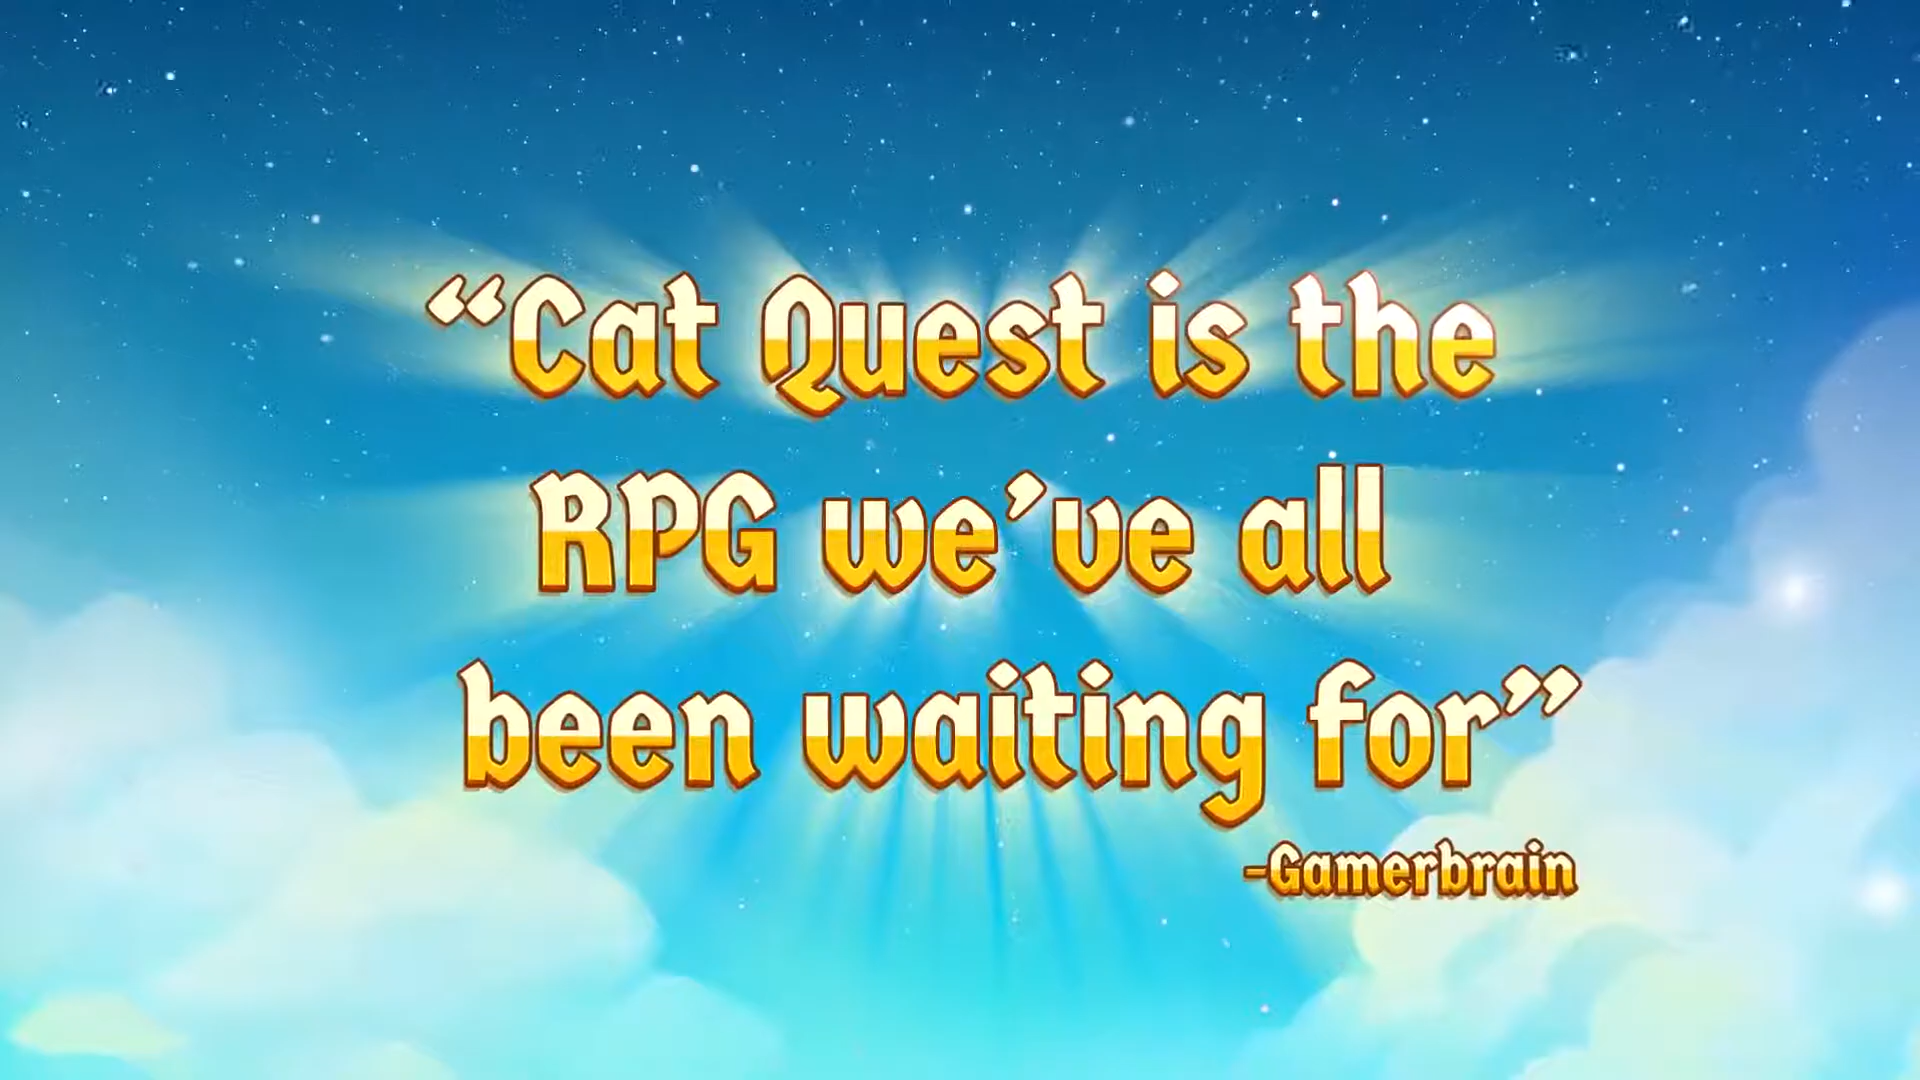 “Cat Quest is the
RPG we’ve all
been waiting for”
-Gamerbrain